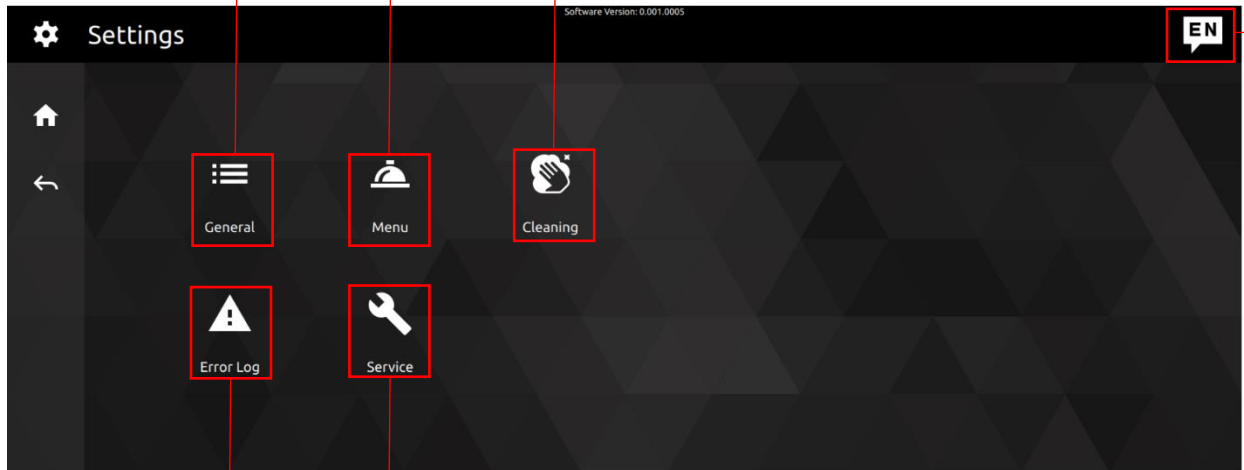 Software Version: 0.001.0005
Settings
EN
General
Menu
Cleaning
Error Log
Service